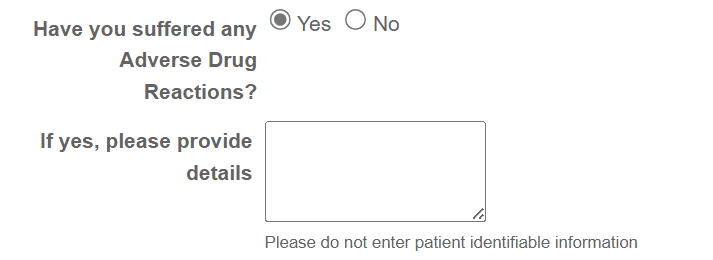 Have you suffered any Yes No
Adverse Drug
Reactions?
If yes, please provide
details
Please do not enter patient identifiable information